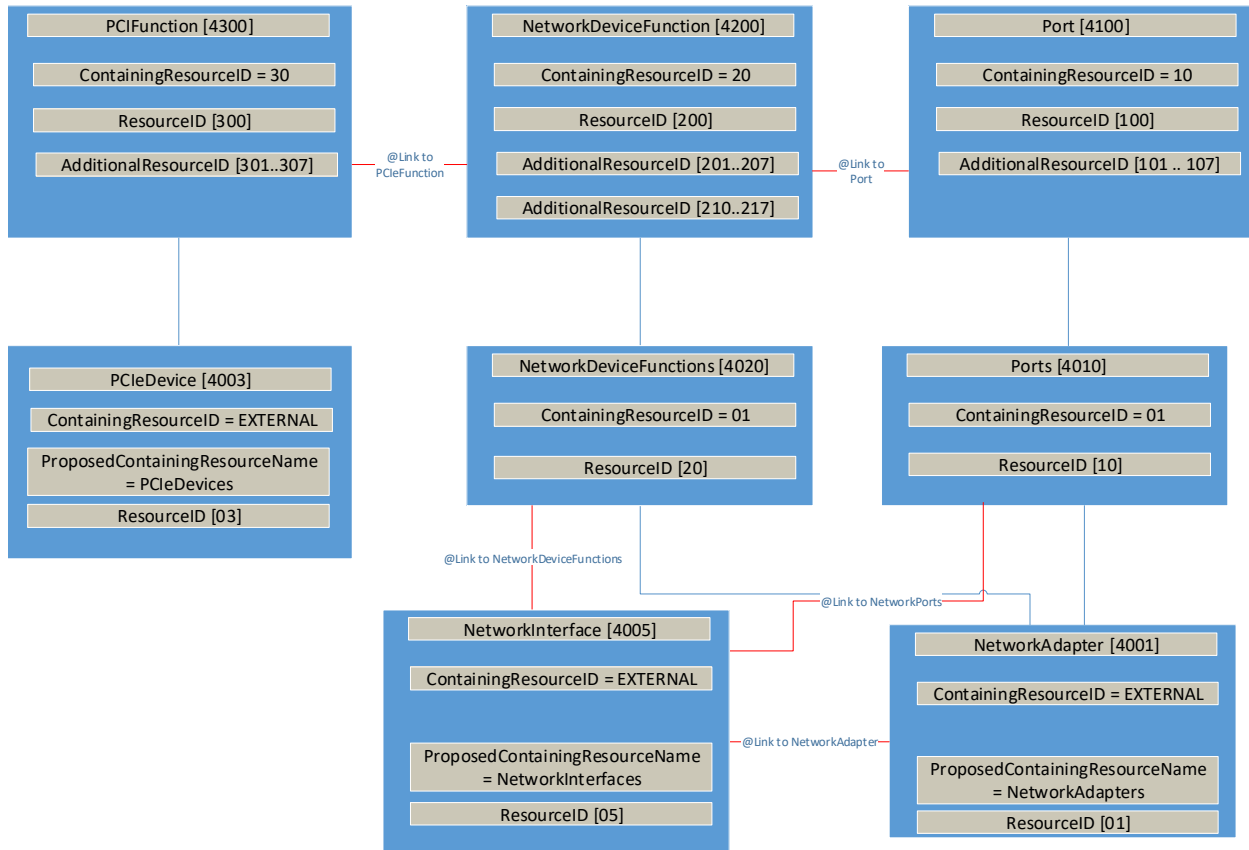 PCIFunction [4300]
ContainingResourceID = 30
ResourceID [300]
AdditionalResourceID [301..307]
@Link to
PCIeFunction
NetworkDeviceFunction [4200]
ContainingResourceID = 20
ResourceID [200]
AdditionalResourceID [201..207]
AdditionalResourceID [210..217]
@Link to
Port
Port [4100]
ContainingResourceID = 10
ResourceID [100]
AdditionalResourceID [101 .. 107]
PCIeDevice [4003]
ContainingResourceID = EXTERNAL
ProposedContainingResourceName
= PCIeDevices
ResourceID [03]
NetworkDeviceFunctions [4020]
ContainingResourceID = 01
ResourceID [20]
Ports [4010]
ContainingResourceID = 01
ResourceID [10]
@Link to NetworkDeviceFunctions
@Link to NetworkPorts
NetworkInterface [4005]
ContainingResourceID = EXTERNAL
ProposedContainingResourceName
= NetworkInterfaces
ResourceID [05]
@Link to NetworkAdapter
NetworkAdapter [4001]
ContainingResourceID = EXTERNAL
ProposedContainingResourceName
= NetworkAdapters
ResourceID [01]